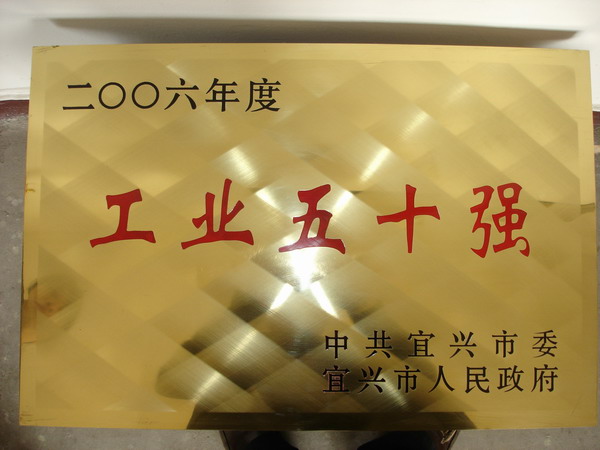 二〇〇六年度
工业五十强
中共宜兴市委
宜兴市人民政府